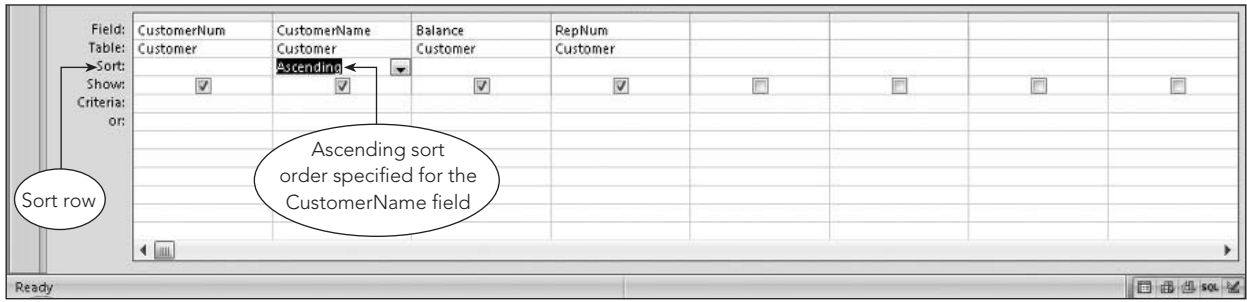 Field: CustomerNum CustomerName Balance RepNum
Table: Customer Customer Customer Customer
Sort: Ascending
Show:
Criteria:
or:
Ascending sort
order specified for the
CustomerName field
Sort row
Ready SQL